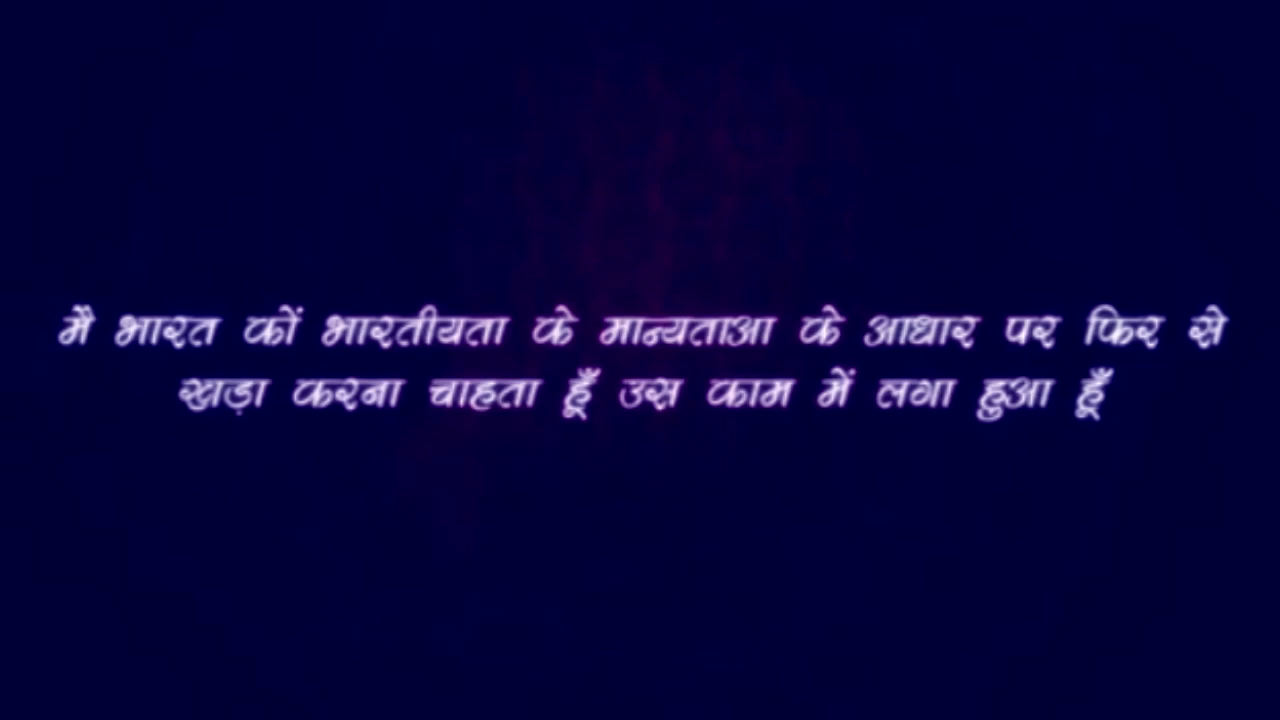 मै भारत कों भारतीयता के मान्यताआ के आधार पर फिर से
खड़ा करना चाहता हूँ उस काम में लगा हुआ हूँ